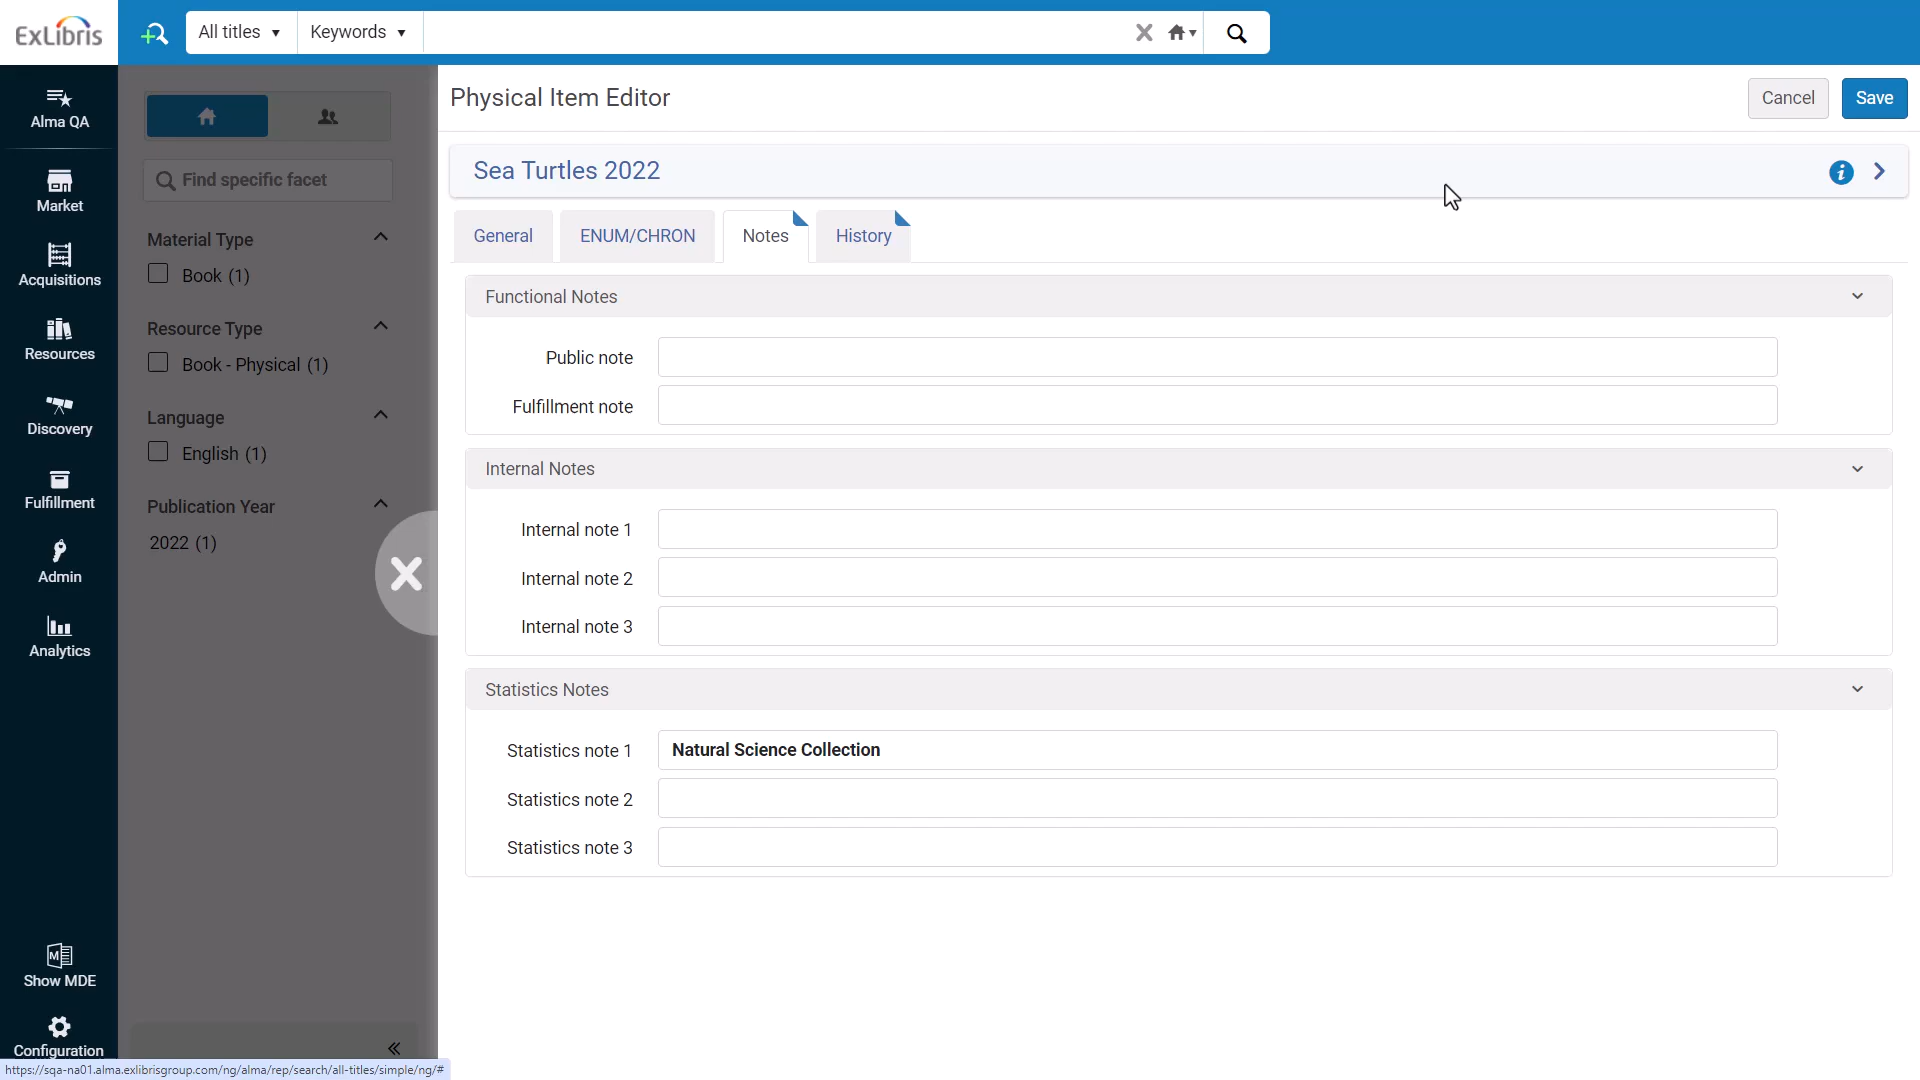 ExLibris
All titles
Keywords
Alma QA
Market
Acquisitions
Resources
Discovery
Fulfillment
Admin
Analytics
Show MDE
Configuration
Find specific facet
Material Type
Book (1)
Resource Type
Book - Physical (1)
Language
English (1)
Publication Year
2022 (1)
Physical Item Editor
Cancel
Save
Sea Turtles 2022
General
ENUM/CHRON
Notes
History
Functional Notes
Public note
Fulfillment note
Internal Notes
Internal note 1
Internal note 2
Internal note 3
Statistics Notes
Statistics note 1
Natural Science Collection
Statistics note 2
Statistics note 3
https://sqa-na01.alma.exlibrisgroup.com/ng/alma/rep/search/all-titles/simple/ng/#